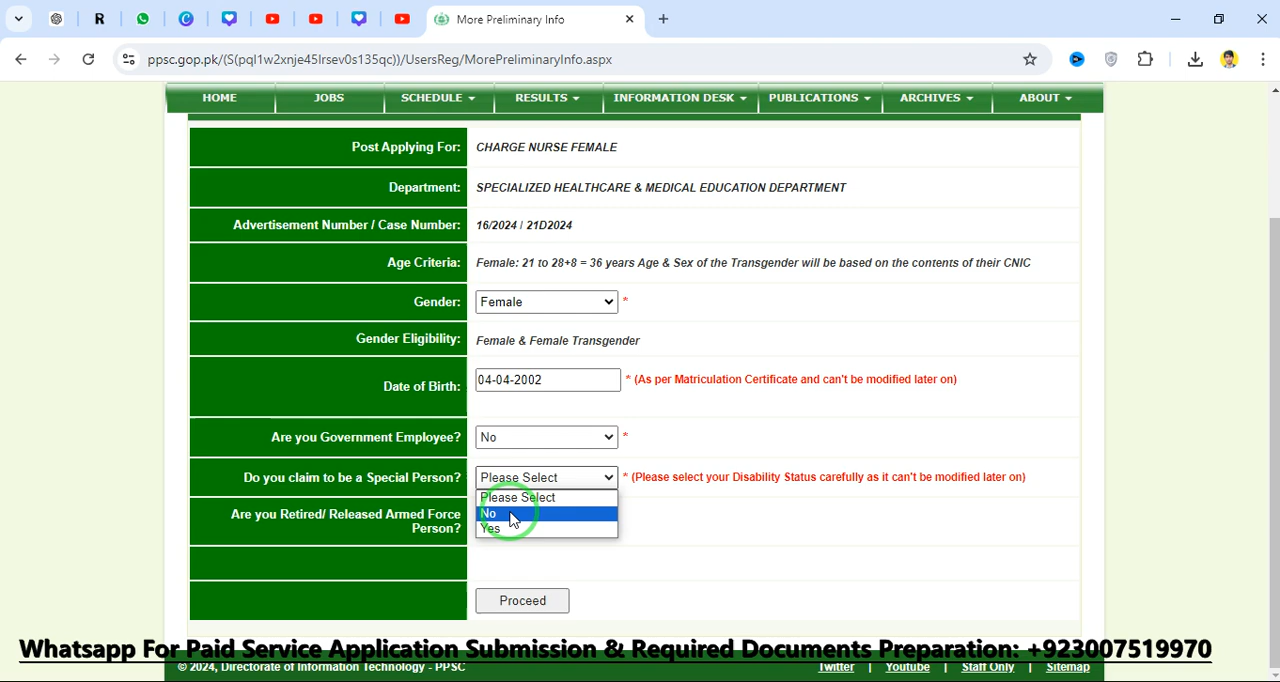 More Preliminary Info
ppsc.gop.pk/(S(pql1w2xnje45lrsev0s135qc))/UsersReg/MorePreliminaryInfo.aspx
HOME JOBS SCHEDULE RESULTS INFORMATION DESK PUBLICATIONS ARCHIVES ABOUT
Post Applying For: CHARGE NURSE FEMALE
Department: SPECIALIZED HEALTHCARE & MEDICAL EDUCATION DEPARTMENT
Advertisement Number / Case Number: 16/2024 / 21D2024
Age Criteria: Female: 21 to 28+8 = 36 years Age & Sex of the Transgender will be based on the contents of their CNIC
Gender: Female *
Gender Eligibility: Female & Female Transgender
Date of Birth: 04-04-2002 * (As per Matriculation Certificate and can't be modified later on)
Are you Government Employee? No *
Do you claim to be a Special Person? Please Select * (Please select your Disability Status carefully as it can't be modified later on)
Please Select
No
Yes
Are you Retired/ Released Armed Force
Person?
Proceed
Whatsapp For Paid Service Application Submission & Required Documents Preparation: +923007519970
© 2024, Directorate of Information Technology - PPSC Twitter | Youtube | Staff Only | Sitemap